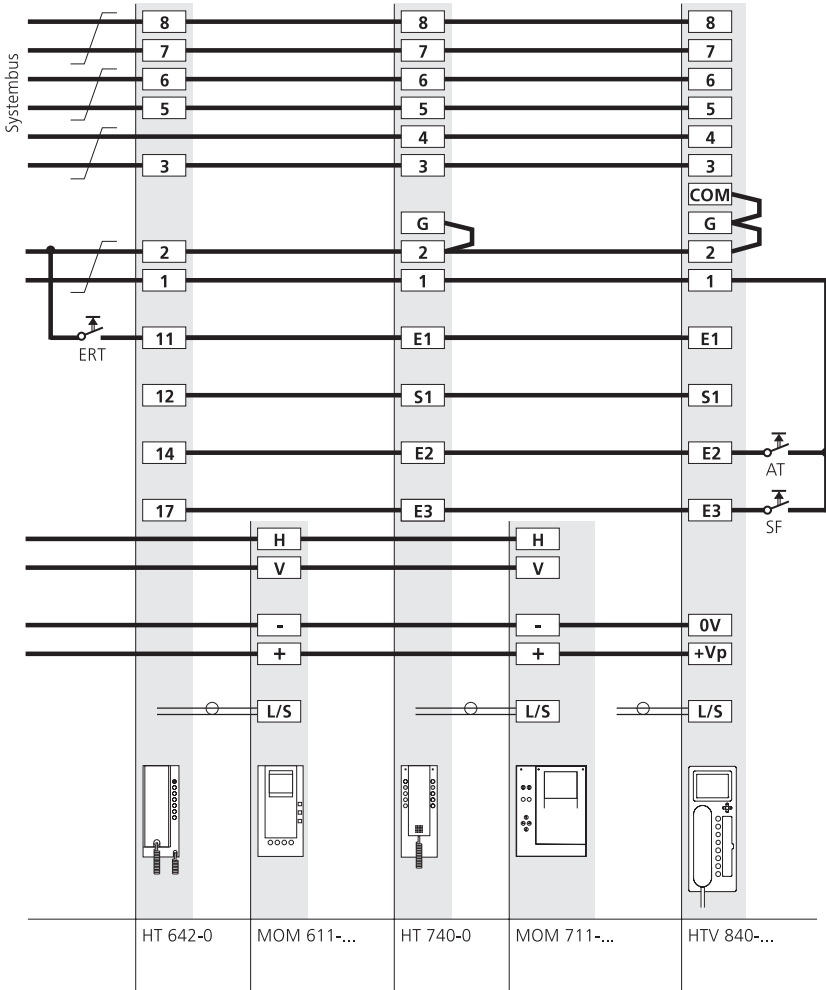 Systembus
8 8 8
7 7 7
6 6 6
5 5 5
4 4
3 3 3
COM
G G
2 2 2
1 1 1
11 E1 E1
ERT
12 S1 S1
14 E2 E2
AT
17 E3 E3
SF
H H
V V
- - 0V
+ + +Vp
L/S L/S L/S
HT 642-0 MOM 611-... HT 740-0 MOM 711-... HTV 840-...